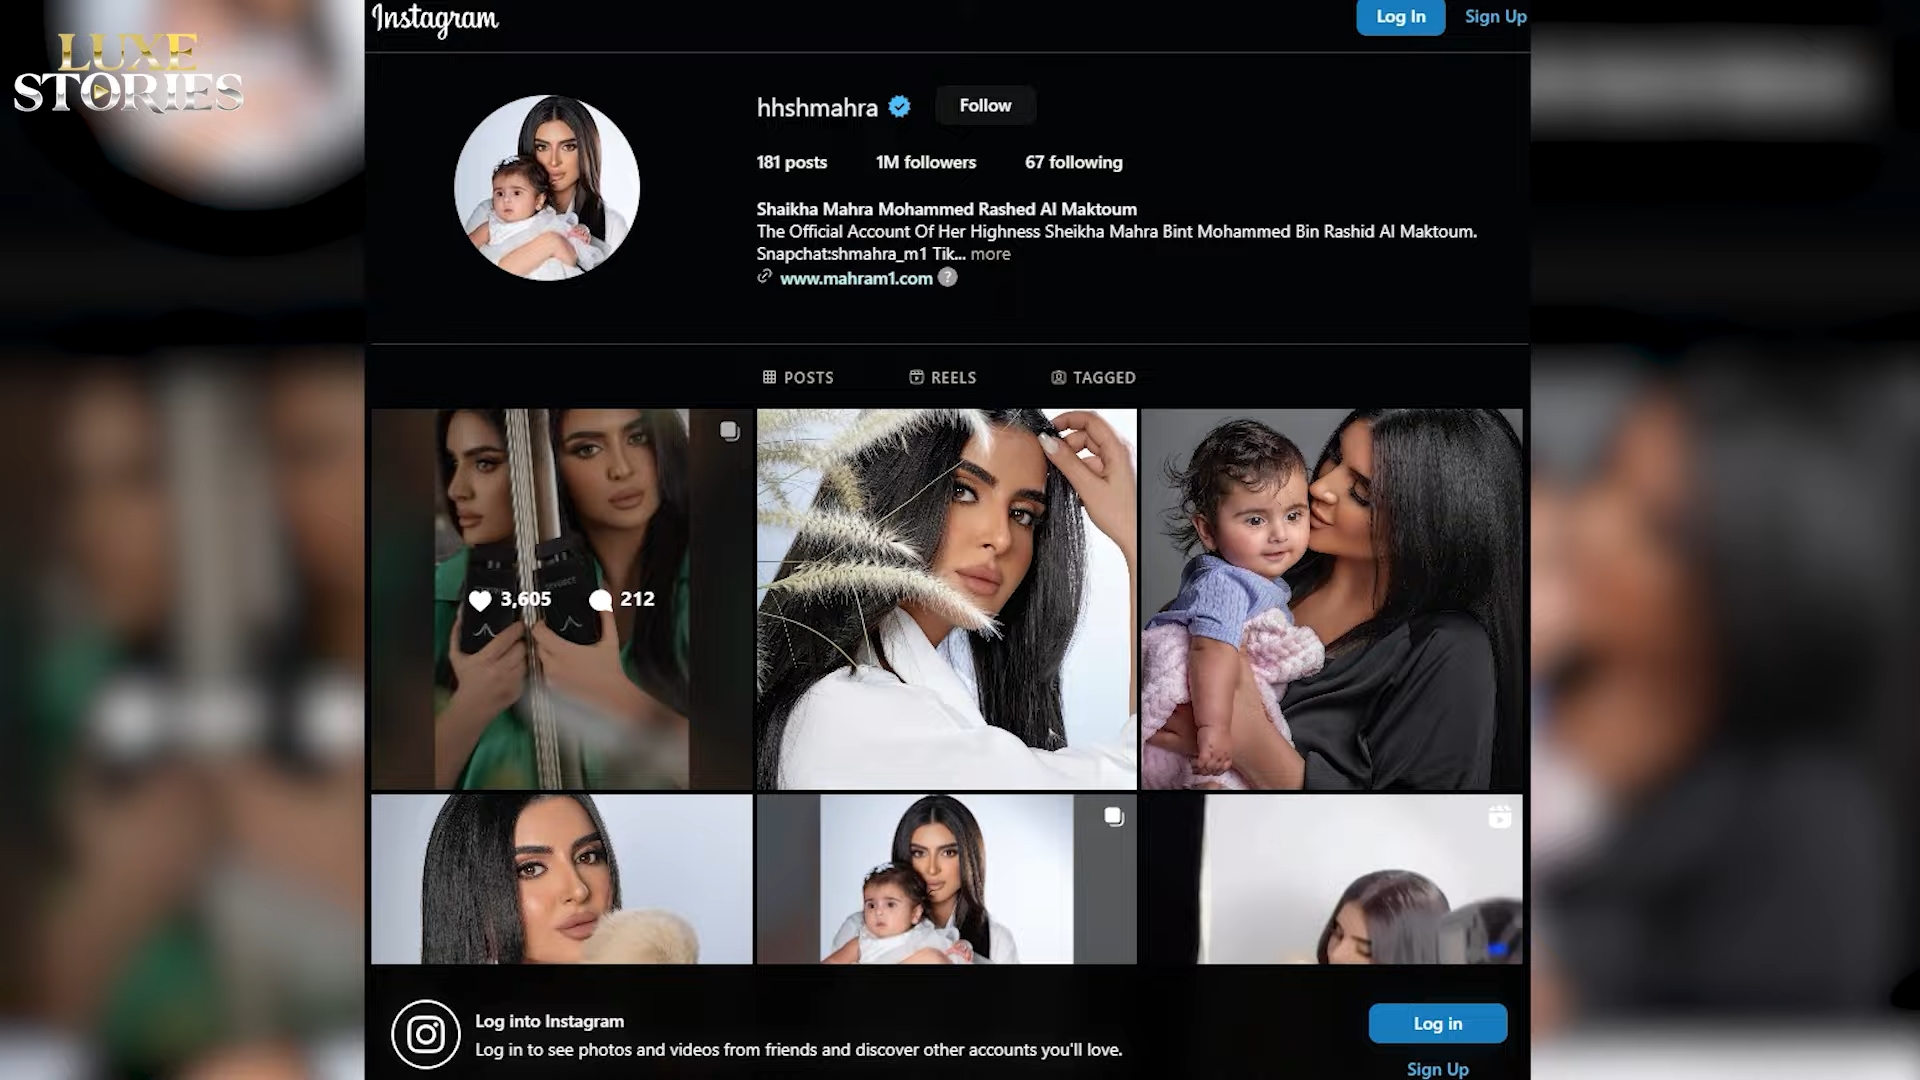 LUXE
STORIES
Instagram
Log In
Sign Up
hhshmahra
Follow
181 posts
1M followers
67 following
Shaikha Mahra Mohammed Rashed Al Maktoum
The Official Account Of Her Highness Sheikha Mahra Bint Mohammed Bin Rashid Al Maktoum.
Snapchat:shmahra_m1 Tik... more
www.mahram1.com ?
POSTS
REELS
TAGGED
3,605
212
Log into Instagram
Log in to see photos and videos from friends and discover other accounts you'll love.
Log in
Sign Up